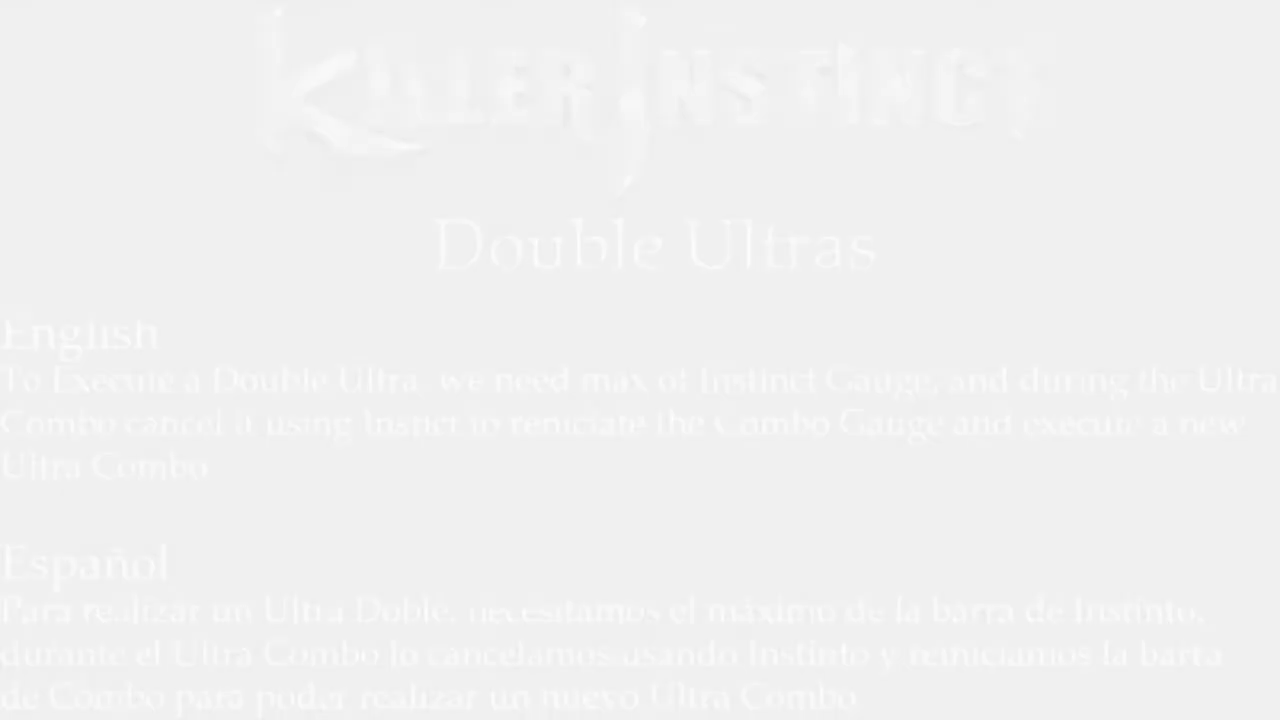 KILLER INSTINCT
Double Ultras
English
To Execute a Double Ultra, we need max of Instinct Gauge, and during the Ultra
Combo cancel it using Instict to reniciate the Combo Gauge and execute a new
Ultra Combo
Español
Para realizar un Ultra Doble, necesitamos el máximo de la barra de Instinto,
durante el Ultra Combo lo cancelamos usando Instinto y reiniciamos la barra
de Combo para poder realizar un nuevo Ultra Combo